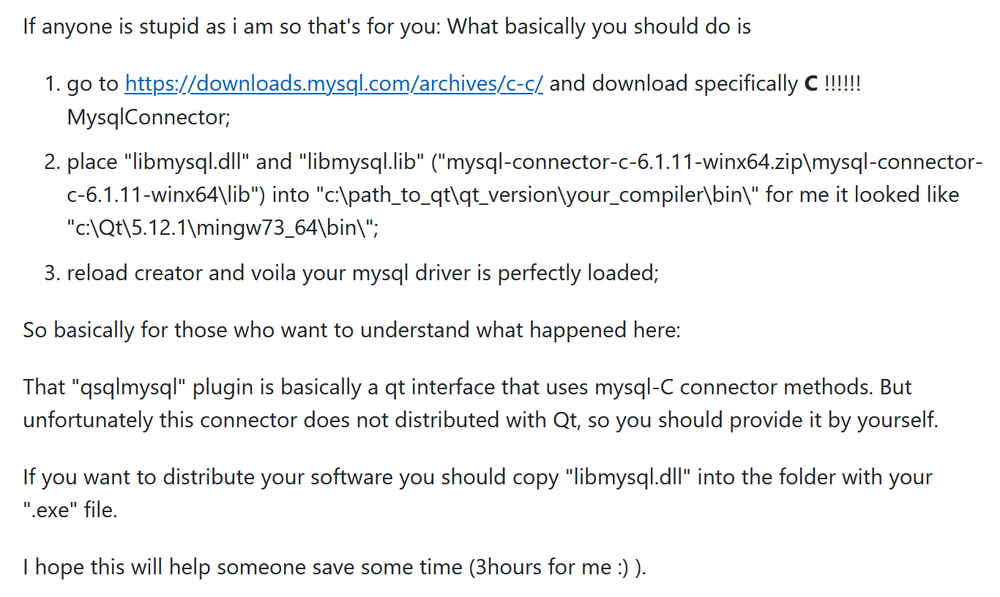 If anyone is stupid as i am so that's for you: What basically you should do is
1. go to https://downloads.mysql.com/archives/c-c/ and download specifically C !!!!!!
MysqlConnector;
2. place "libmysql.dll" and "libmysql.lib" ("mysql-connector-c-6.1.11-winx64.zip\mysql-connector-
c-6.1.11-winx64\lib") into "c:\path_to_qt\qt_version\your_compiler\bin\" for me it looked like
"c:\Qt\5.12.1\mingw73_64\bin\";
3. reload creator and voila your mysql driver is perfectly loaded;
So basically for those who want to understand what happened here:
That "qsqlmysql" plugin is basically a qt interface that uses mysql-C connector methods. But
unfortunately this connector does not distributed with Qt, so you should provide it by yourself.
If you want to distribute your software you should copy "libmysql.dll" into the folder with your
".exe" file.
I hope this will help someone save some time (3hours for me :) ).